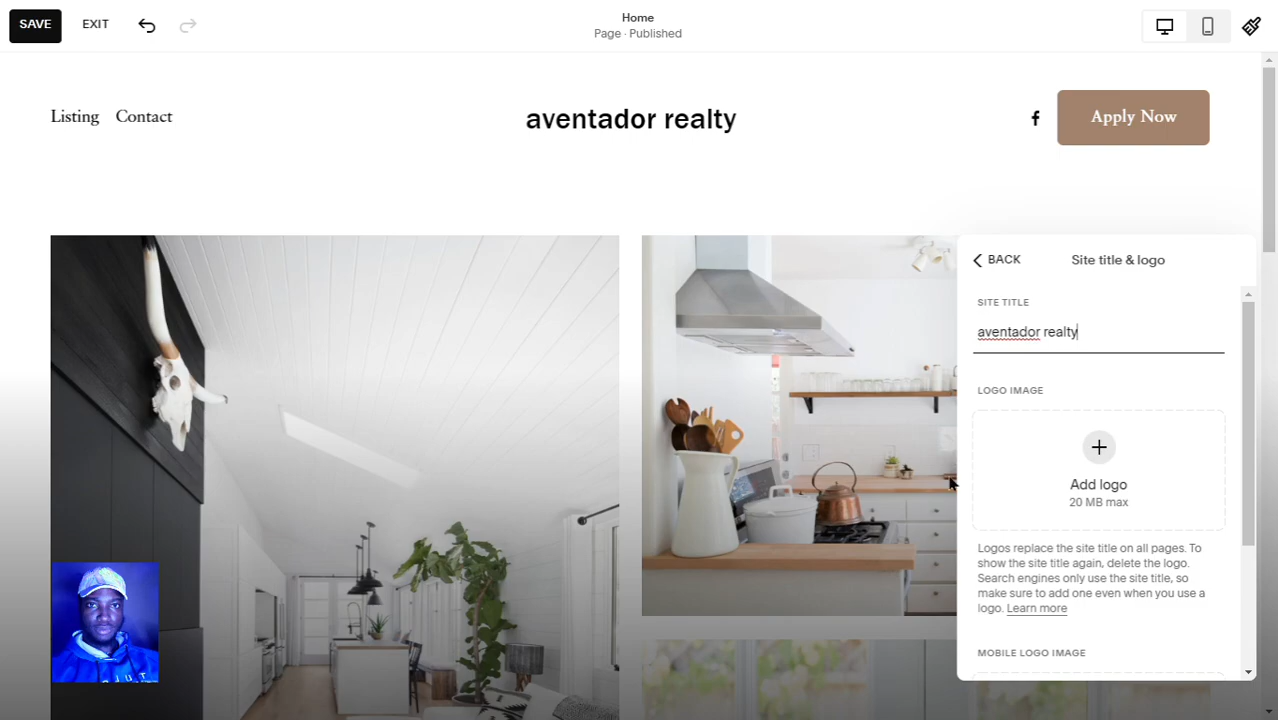 SAVE
EXIT
Home
Page · Published
Listing
Contact
aventador realty
Apply Now
BACK
Site title & logo
SITE TITLE
aventador realty
LOGO IMAGE
Add logo
20 MB max
Logos replace the site title on all pages. To
show the site title again, delete the logo.
Search engines only use the site title, so
make sure to add one even when you use a
logo. Learn more
MOBILE LOGO IMAGE